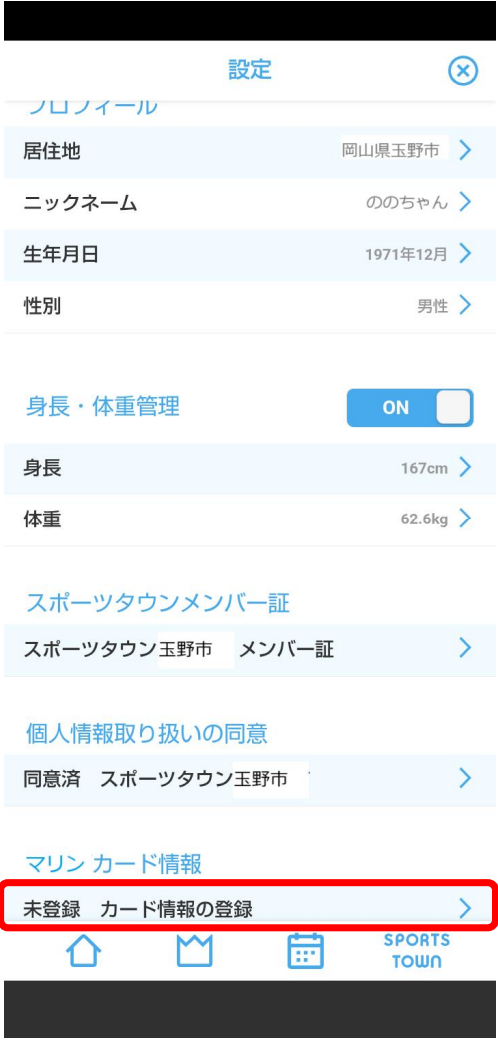 設定
プロフィール
居住地 岡山県玉野市
ニックネーム ののちゃん
生年月日 1971年12月
性別 男性
身長・体重管理 ON
身長 167cm
体重 62.6kg
スポーツタウンメンバー証
スポーツタウン玉野市 メンバー証
個人情報取り扱いの同意
同意済 スポーツタウン玉野市
マリン カード情報
未登録 カード情報の登録
SPORTS
TOWN